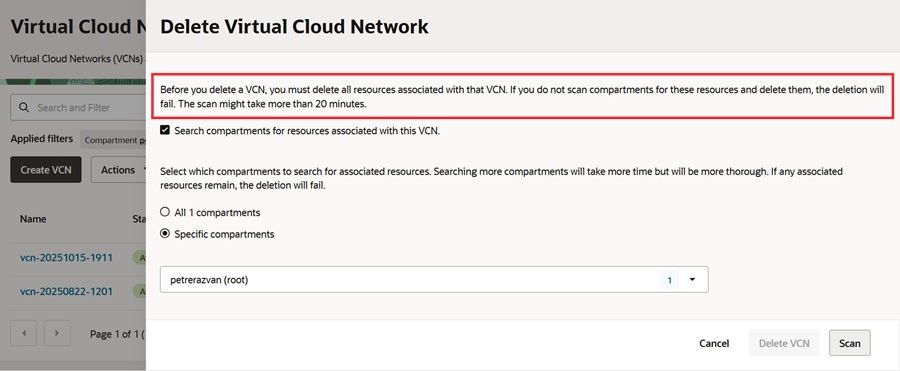 Virtual Cloud N
Virtual Cloud Networks (VCNs)
Search and Filter
Applied filters
Compartment
Create VCN
Actions
Name
Sta
vcn-20251015-1911
A
vcn-20250822-1201
A
Page 1 of 1 (
Delete Virtual Cloud Network
Before you delete a VCN, you must delete all resources associated with that VCN. If you do not scan compartments for these resources and delete them, the deletion will
fail. The scan might take more than 20 minutes.
Search compartments for resources associated with this VCN.
Select which compartments to search for associated resources. Searching more compartments will take more time but will be more thorough. If any associated
resources remain, the deletion will fail.
All 1 compartments
Specific compartments
petrerazvan (root)
1
Cancel
Delete VCN
Scan